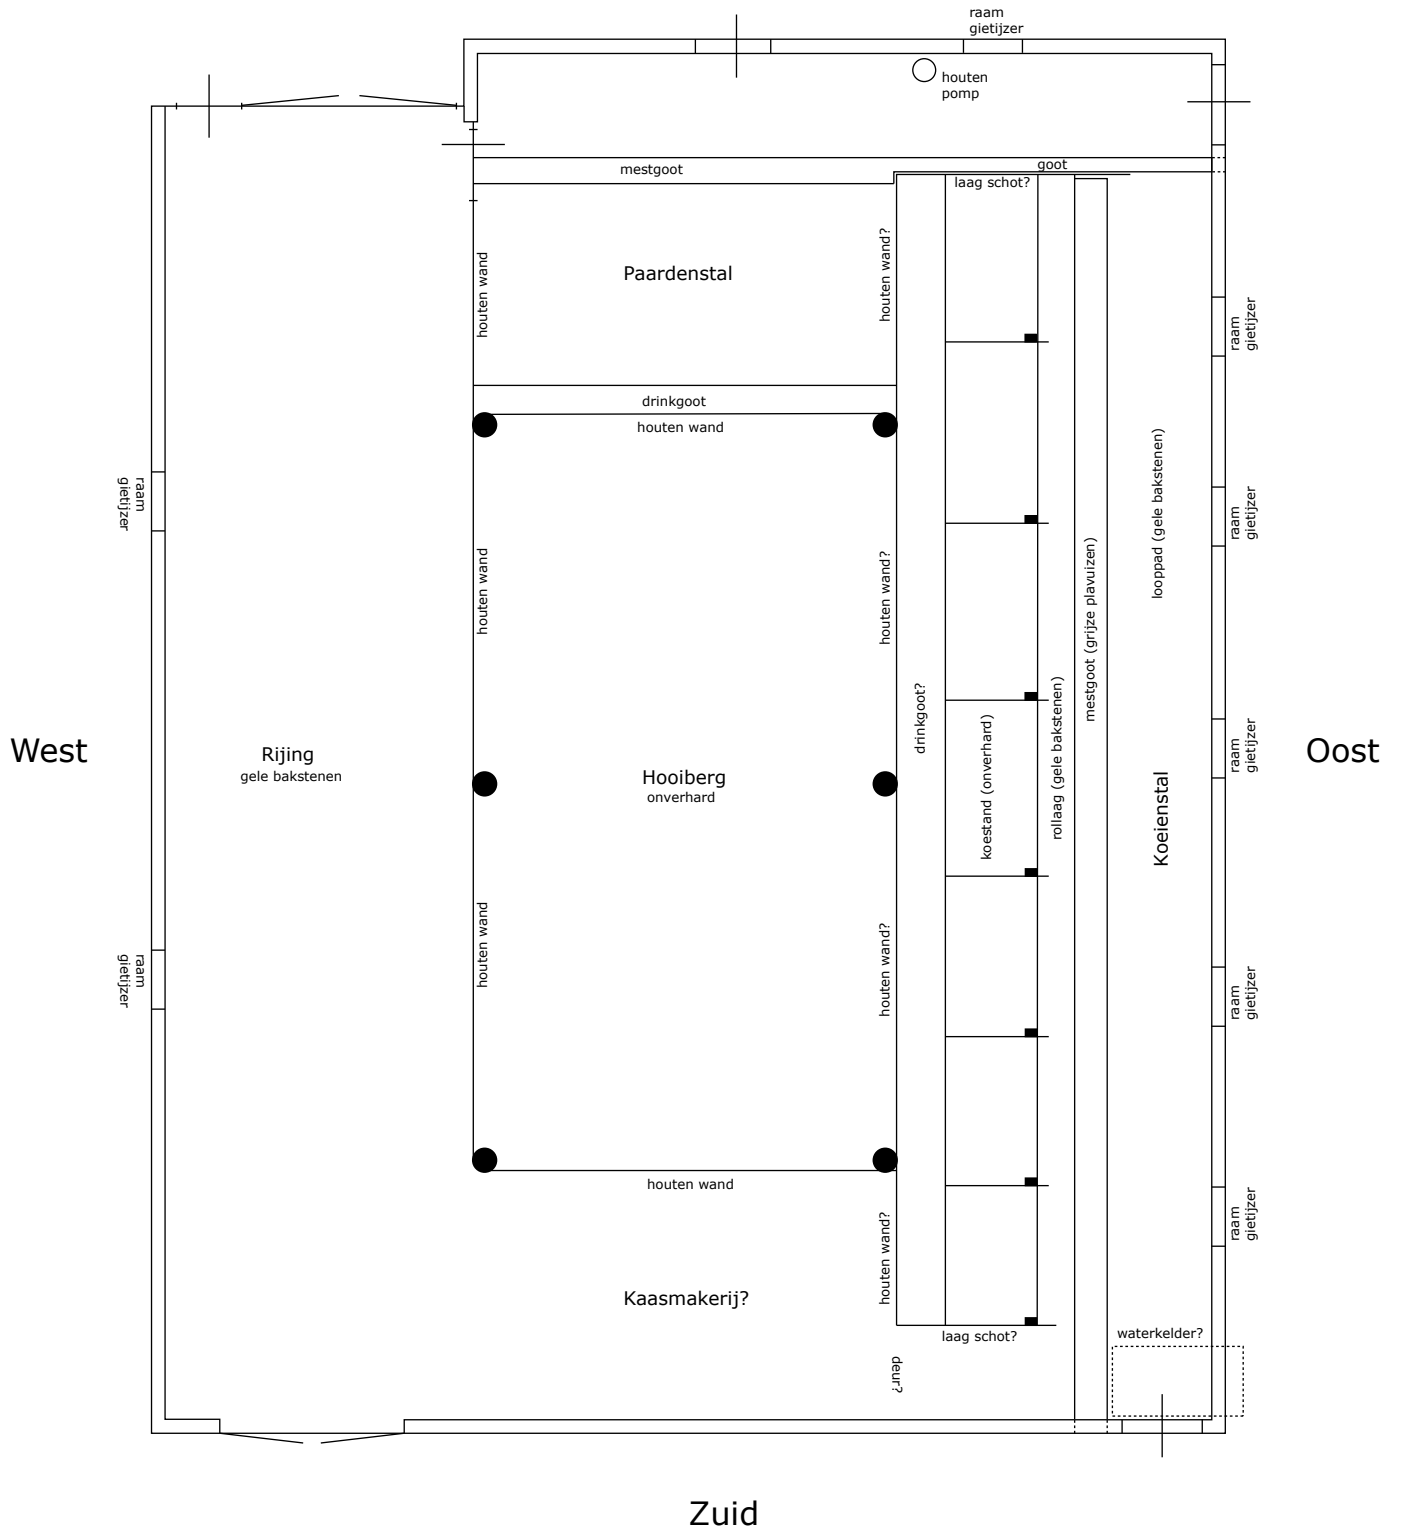 raam
gietijzer
houten
pomp
mestgoot
goot
laag schot?
houten wand
Paardenstal
houten wand?
raam
gietijzer
drinkgoot
houten wand
raam
gietijzer
raam
gietijzer
looppad (gele bakstenen)
houten wand
houten wand?
mestgoot (grijze plavuizen)
drinkgoot?
koestand (onverhard)
rollaag (gele bakstenen)
raam
gietijzer
West
Rijing
gele bakstenen
Hooiberg
onverhard
Koeienstal
Oost
raam
gietijzer
houten wand
houten wand?
raam
gietijzer
houten wand
houten wand?
raam
gietijzer
Kaasmakerij?
laag schot?
waterkelder?
deur?
Zuid